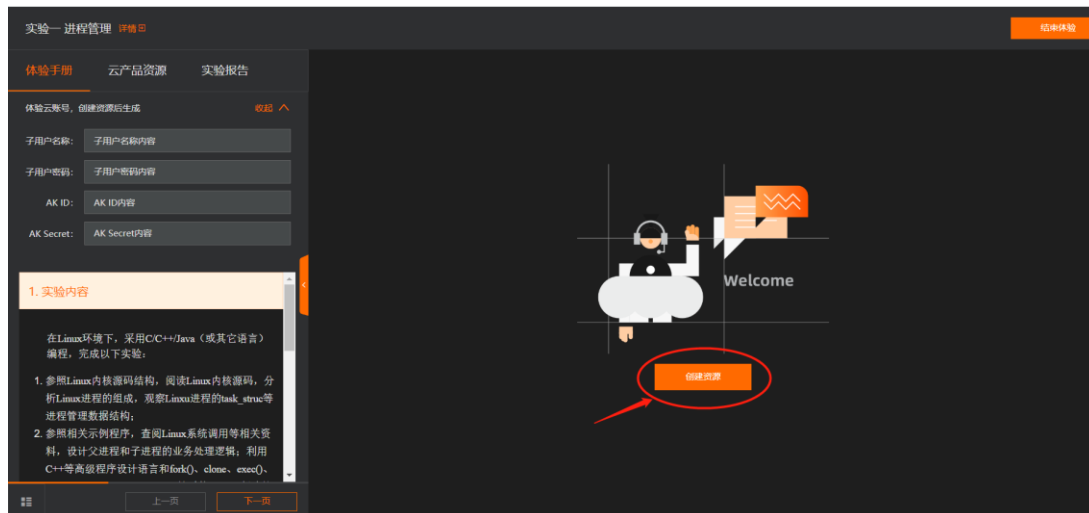 实验一 进程管理 详情
结束体验
体验手册 云产品资源 实验报告
体验云账号，创建资源后生成 收起
子用户名称： 子用户名称内容
子用户密码： 子用户密码内容
AK ID： AK ID内容
AK Secret： AK Secret内容
1. 实验内容
在Linux环境下，采用C/C++/Java（或其它语言）
编程，完成以下实验：
1. 参照Linux内核源码结构，阅读Linux内核源码，分
析Linux进程的组成，观察Linxu进程的task_struc等
进程管理数据结构；
2. 参照相关示例程序，查阅Linux系统调用等相关资
料，设计父进程和子进程的业务处理逻辑；利用
C++等高级程序设计语言和fork()、clone、exec()、
上一页 下一页
Welcome
创建资源